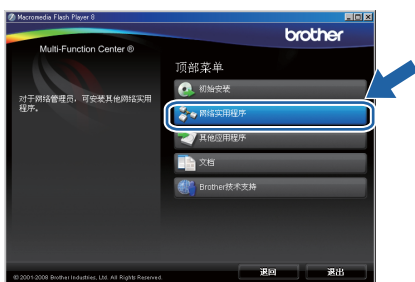 Macromedia Flash Player 8
brother
Multi-Function Center ®
顶部菜单
对于网络管理员，可安装其他网络实用
程序。
初始安装
网络实用程序
其他应用程序
文档
Brother技术支持
© 2001-2008 Brother Industries, Ltd. All Rights Reserved.
退回
退出